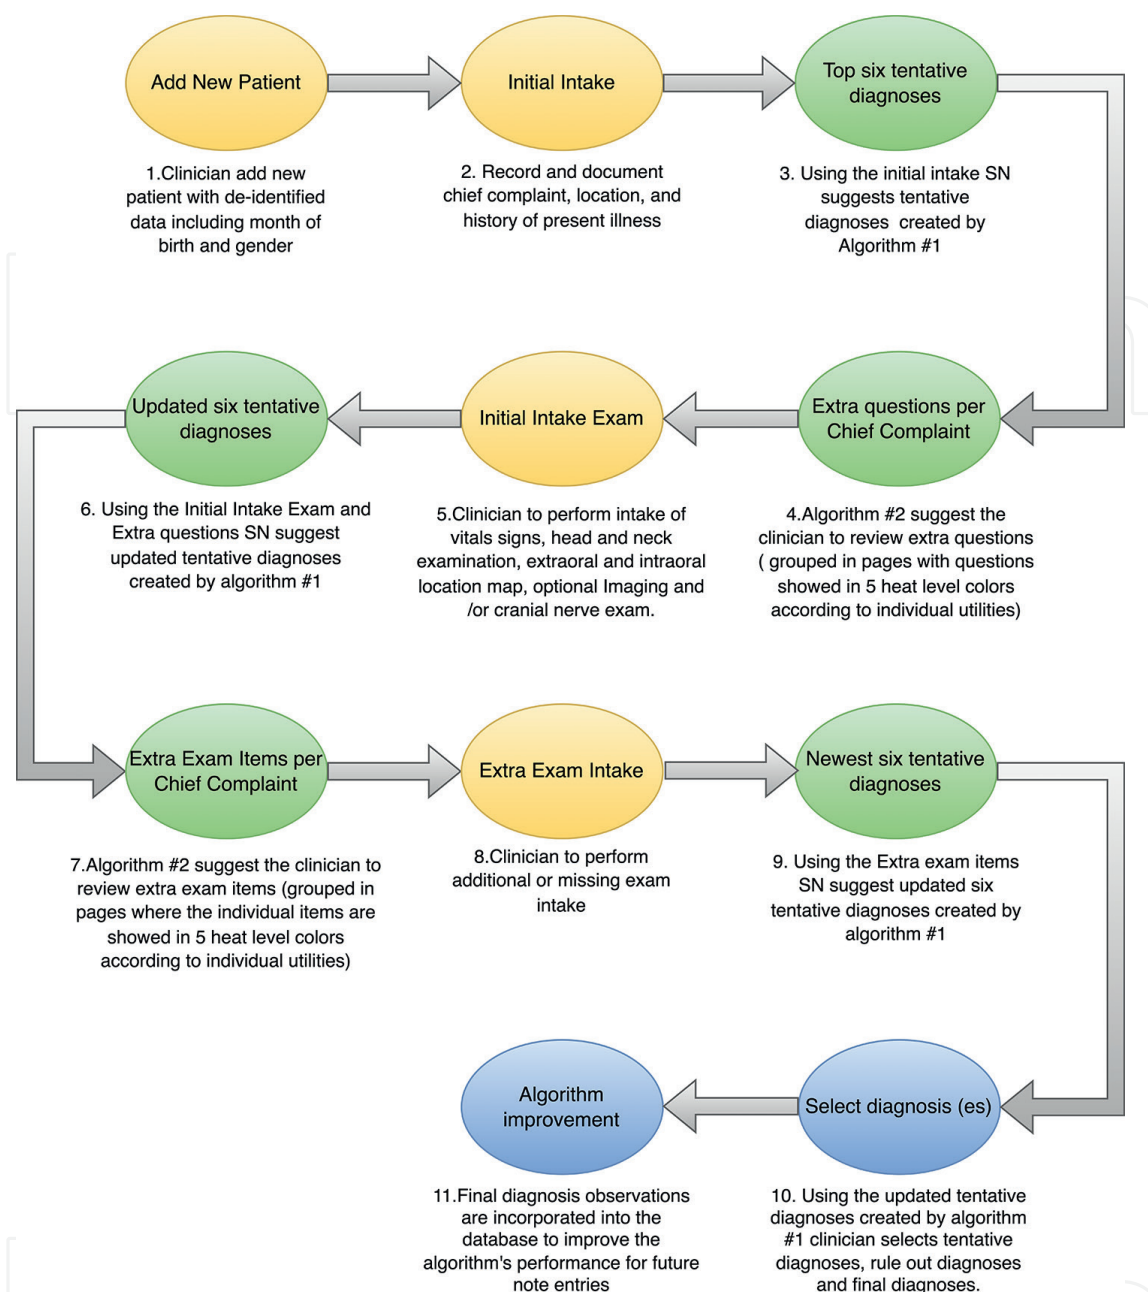 Add New Patient
Initial Intake
Top six tentative
diagnoses
1.Clinician add new
patient with de-identified
data including month of
birth and gender
2. Record and document
chief complaint, location, and
history of present illness
3. Using the initial intake SN
suggests tentative
diagnoses created by
Algorithm #1
Extra questions per
Chief Complaint
Initial Intake Exam
Updated six tentative
diagnoses
4.Algorithm #2 suggest the
clinician to review extra questions
( grouped in pages with questions
showed in 5 heat level colors
according to individual utilities)
5.Clinician to perform intake of
vitals signs, head and neck
examination, extraoral and intraoral
location map, optional Imaging and
/or cranial nerve exam.
6. Using the Initial Intake Exam and
Extra questions SN suggest
updated tentative diagnoses
created by algorithm #1
Extra Exam Items per
Chief Complaint
Extra Exam Intake
Newest six tentative
diagnoses
7.Algorithm #2 suggest the clinician to
review extra exam items (grouped in
pages where the individual items are
showed in 5 heat level colors
according to individual utilities)
8.Clinician to perform
additional or missing exam
intake
9. Using the Extra exam items
SN suggest updated six
tentative diagnoses created by
algorithm #1
Select diagnosis (es)
Algorithm
improvement
10. Using the updated tentative
diagnoses created by algorithm
#1 clinician selects tentative
diagnoses, rule out diagnoses
and final diagnoses.
11.Final diagnosis observations
are incorporated into the
database to improve the
algorithm's performance for future
note entries